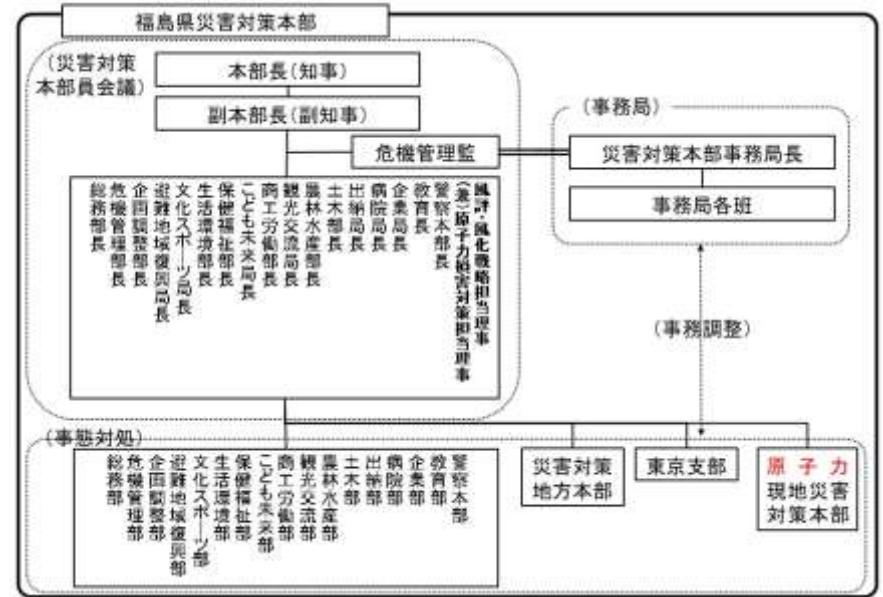 福島県災害対策本部
(災害対策
本部員会議)
本部長(知事)
副本部長(副知事)
危機管理監
(事務局)
災害対策本部事務局長
事務局各班
風評・風化戦略担当理事
(兼)原子力損害対策担当理事
警察本部長
教育長
企業局長
病院局長
出納局長
土木部長
農林水産部長
観光交流局長
商工労働部長
こども未来局長
保健福祉部長
生活環境部長
文化スポーツ局長
避難地域復興局長
企画調整部長
危機管理部長
総務部長
(事務調整)
(事態対処)
警察本部
教育部
企業部
病院部
出納部
土木部
農林水産部
観光交流部
商工労働部
こども未来部
保健福祉部
生活環境部
文化スポーツ部
避難地域復興部
企画調整部
危機管理部
総務部
災害対策
地方本部
東京支部
原子力
現地災害
対策本部